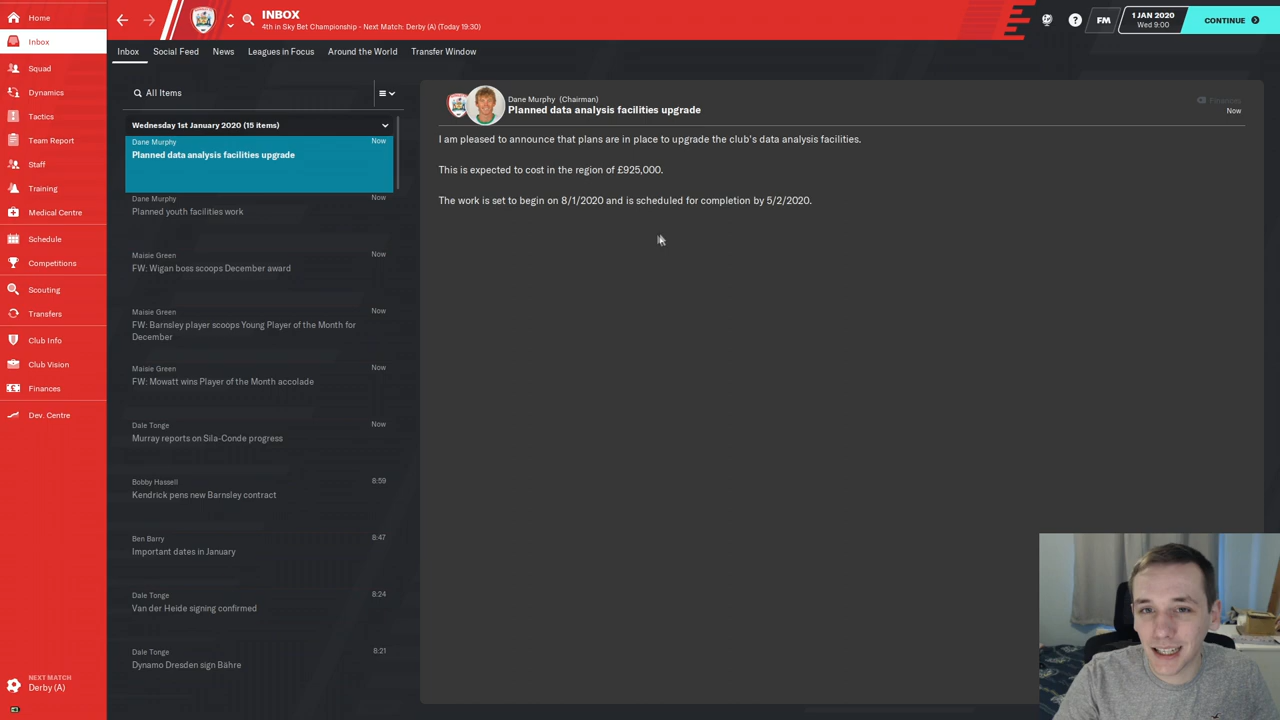 Home
Inbox
Squad
Dynamics
Tactics
Team Report
Staff
Training
Medical Centre
Schedule
Competitions
Scouting
Transfers
Club Info
Club Vision
Finances
Dev. Centre
NEXT MATCH
Derby (A)
INBOX
4th in Sky Bet Championship - Next Match: Derby (A) (Today 19:30)
FM
1 JAN 2020
Wed 9:00
CONTINUE
Inbox Social Feed News Leagues in Focus Around the World Transfer Window
All Items
Wednesday 1st January 2020 (15 items)
Dane Murphy Now
Planned data analysis facilities upgrade
Dane Murphy Now
Planned youth facilities work
Maisie Green Now
FW: Wigan boss scoops December award
Maisie Green Now
FW: Barnsley player scoops Young Player of the Month for
December
Maisie Green Now
FW: Mowatt wins Player of the Month accolade
Dale Tonge Now
Murray reports on Sila-Conde progress
Bobby Hassell 8:59
Kendrick pens new Barnsley contract
Ben Barry 8:47
Important dates in January
Dale Tonge 8:24
Van der Heide signing confirmed
Dale Tonge 8:21
Dynamo Dresden sign Bähre
Dane Murphy (Chairman)
Planned data analysis facilities upgrade
Finances
Now
I am pleased to announce that plans are in place to upgrade the club's data analysis facilities.
This is expected to cost in the region of £925,000.
The work is set to begin on 8/1/2020 and is scheduled for completion by 5/2/2020.